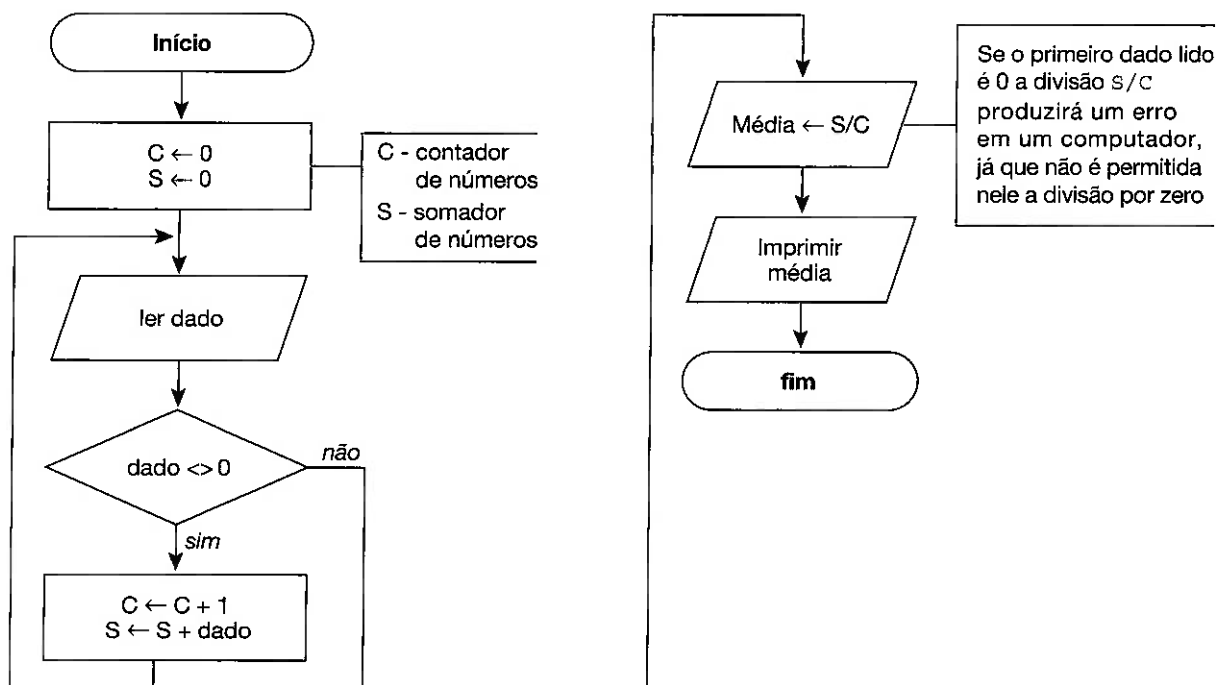 Início
C ← 0
S ← 0
C - contador
de números
S - somador
de números
ler dado
dado <> 0
não
sim
C ← C + 1
S ← S + dado
Média ← S/C
Se o primeiro dado lido
é 0 a divisão S/C
produzirá um erro
em um computador,
já que não é permitida
nele a divisão por zero
Imprimir
média
fim